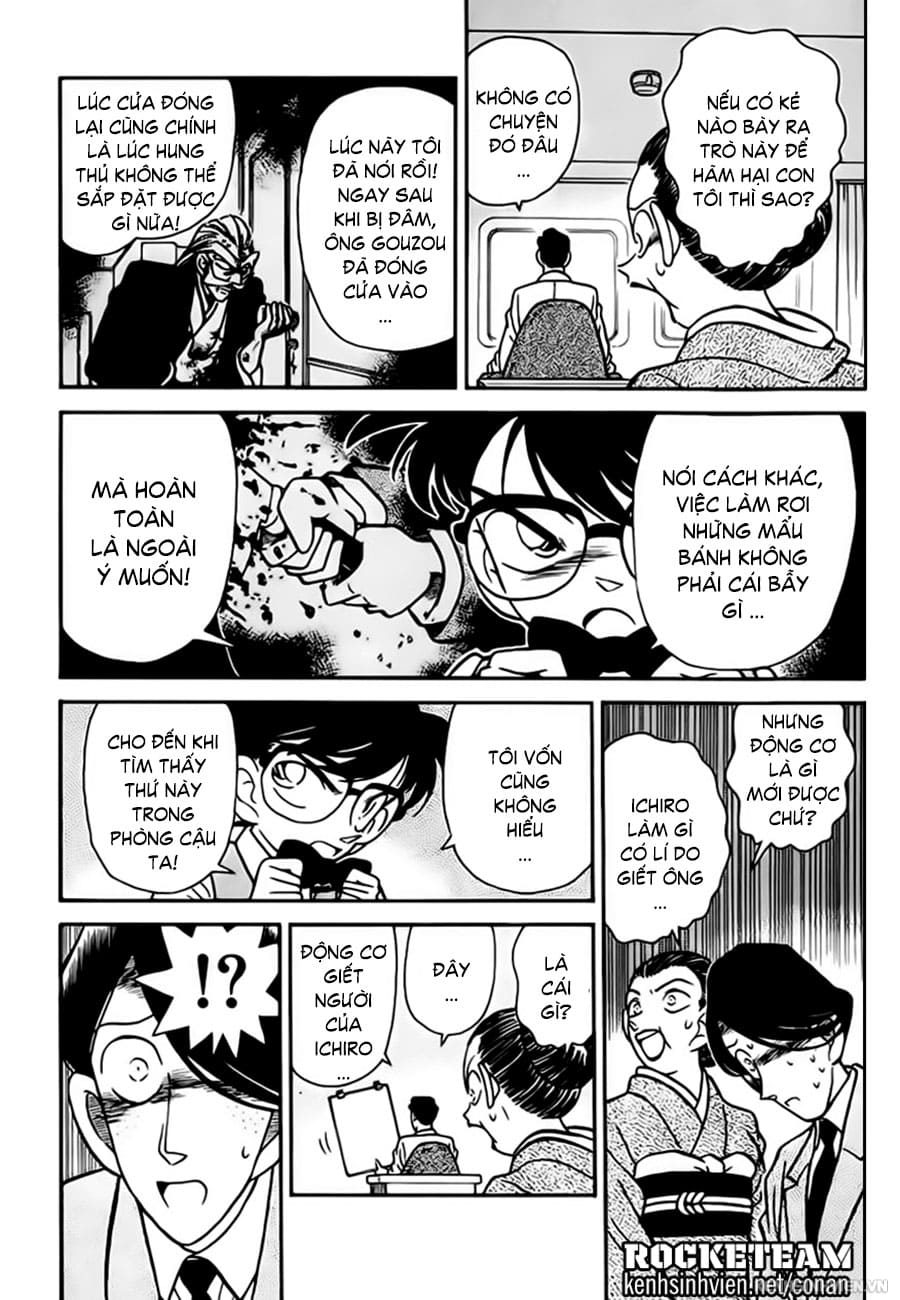 NẾU CÓ KẺ
NÀO BÀY RA
TRÒ NÀY ĐỂ
HÃM HẠI CON
TÔI THÌ SAO?
KHÔNG CÓ
CHUYỆN
ĐÓ ĐÂU
...
LÚC NÀY TÔI
ĐÃ NÓI RỒI!
NGAY SAU
KHI BỊ ĐÂM,
ÔNG GOUZOU
ĐÃ ĐÓNG
CỬA VÀO
...
LÚC CỬA ĐÓNG
LẠI CŨNG CHÍNH
LÀ LÚC HUNG
THỦ KHÔNG THỂ
SẮP ĐẶT ĐƯỢC
GÌ NỮA!
NÓI CÁCH KHÁC,
VIỆC LÀM RƠI
NHỮNG MẨU
BÁNH KHÔNG
PHẢI CÁI BẪY
GÌ ...
MÀ HOÀN
TOÀN
LÀ NGOÀI
Ý MUỐN!
NHƯNG
ĐỘNG CƠ
LÀ GÌ
MỚI ĐƯỢC
CHỨ?
ICHIRO
LÀM GÌ
CÓ LÍ DO
GIẾT ÔNG
...
TÔI VỐN
CŨNG
KHÔNG
HIỂU
...
CHO ĐẾN KHI
TÌM THẤY
THỨ NÀY
TRONG
PHÒNG CẬU
TA!
LÀ
CÁI
GÌ?
ĐÂY
...
ĐỘNG CƠ
GIẾT
NGƯỜI
CỦA
ICHIRO
...
!?
ROCKETEAM
kenhsinhvien.net/conan